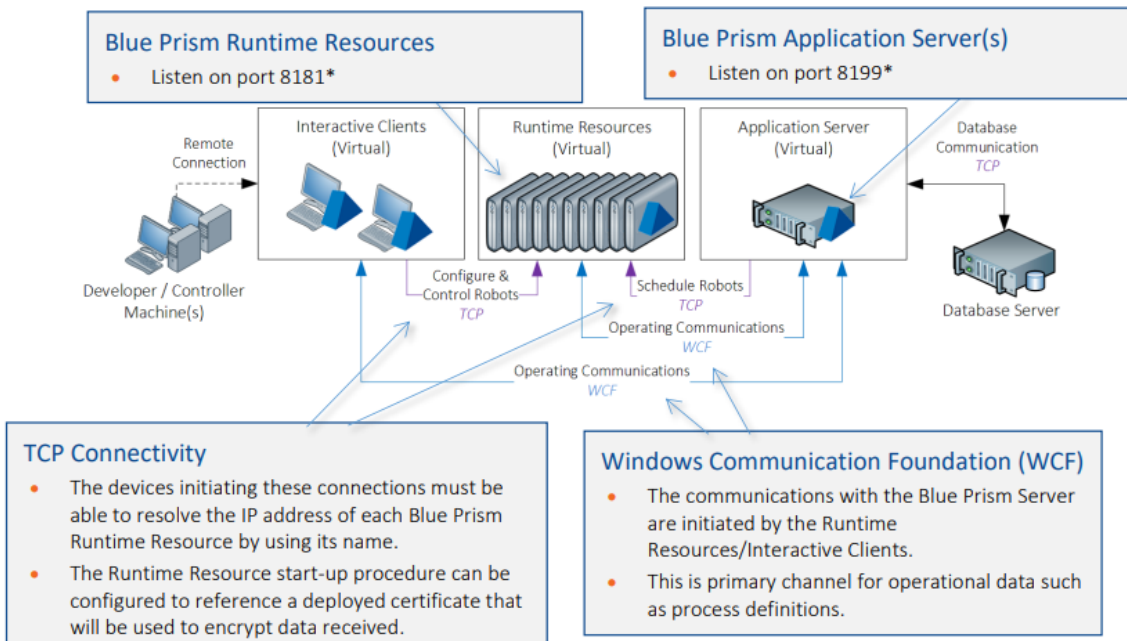 Blue Prism Runtime Resources
• Listen on port 8181*
Blue Prism Application Server(s)
• Listen on port 8199*
Remote
Connection
Developer / Controller
Machine(s)
Interactive Clients
(Virtual)
Runtime Resources
(Virtual)
Application Server
(Virtual)
Database
Communication
TCP
Database Server
Configure &
Control Robots
TCP
Schedule Robots
TCP
Operating Communications
WCF
Operating Communications
WCF
TCP Connectivity
• The devices initiating these connections must be
able to resolve the IP address of each Blue Prism
Runtime Resource by using its name.
• The Runtime Resource start-up procedure can be
configured to reference a deployed certificate that
will be used to encrypt data received.
Windows Communication Foundation (WCF)
• The communications with the Blue Prism Server
are initiated by the Runtime
Resources/Interactive Clients.
• This is primary channel for operational data such
as process definitions.